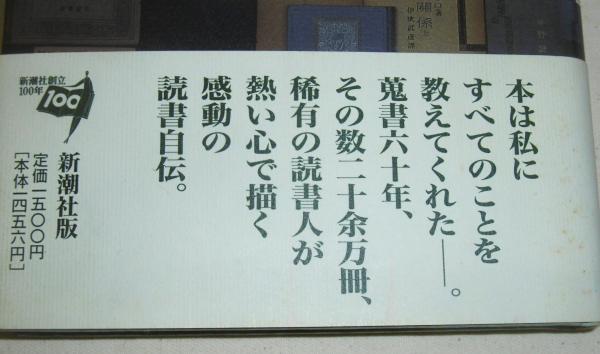 本は私に
すべてのことを
教えてくれた——。
蒐書六十年、
その数二十余万冊、
稀有の読書人が
熱い心で描く
感動の
読書自伝。
新潮社創立
100年
100
新潮社版
定価一五〇〇円
[本体一四五六円]
關係